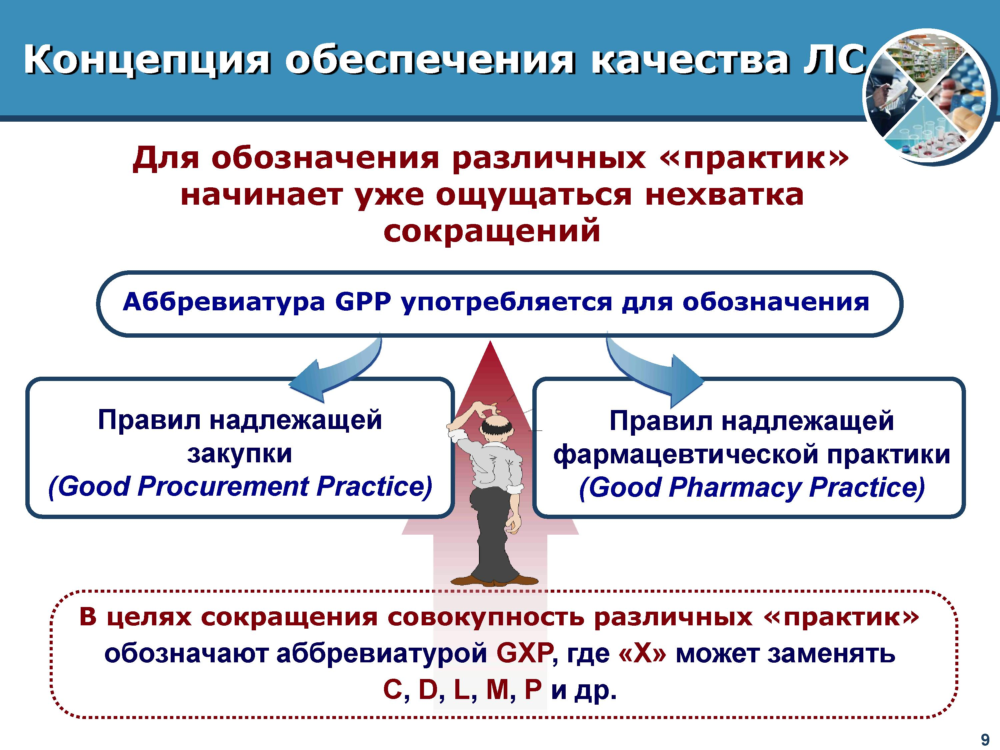 Концепция обеспечения качества ЛС
Для обозначения различных «практик»
начинает уже ощущаться нехватка
сокращений
Аббревиатура GPP употребляется для обозначения
Правил надлежащей
закупки
(Good Procurement Practice)
Правил надлежащей
фармацевтической практики
(Good Pharmacy Practice)
В целях сокращения совокупность различных «практик»
обозначают аббревиатурой GXP, где «X» может заменять
C, D, L, M, P и др.
9